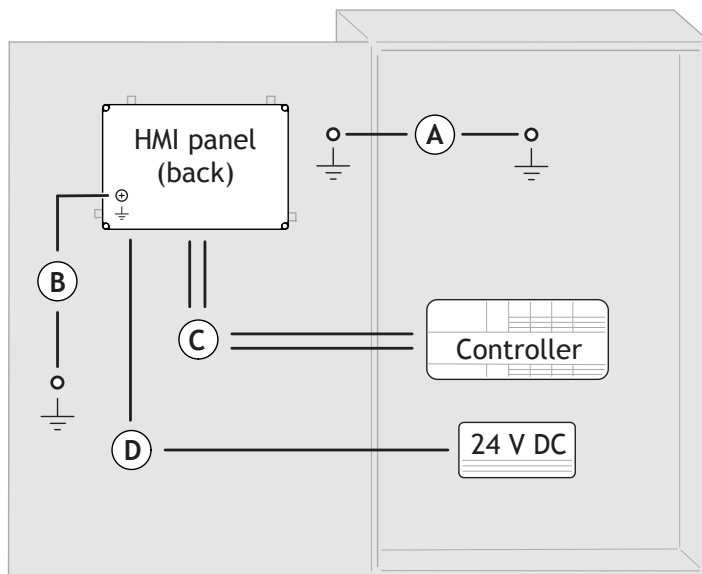 HMI panel
(back)
A
B
C
Controller
D
24 V DC